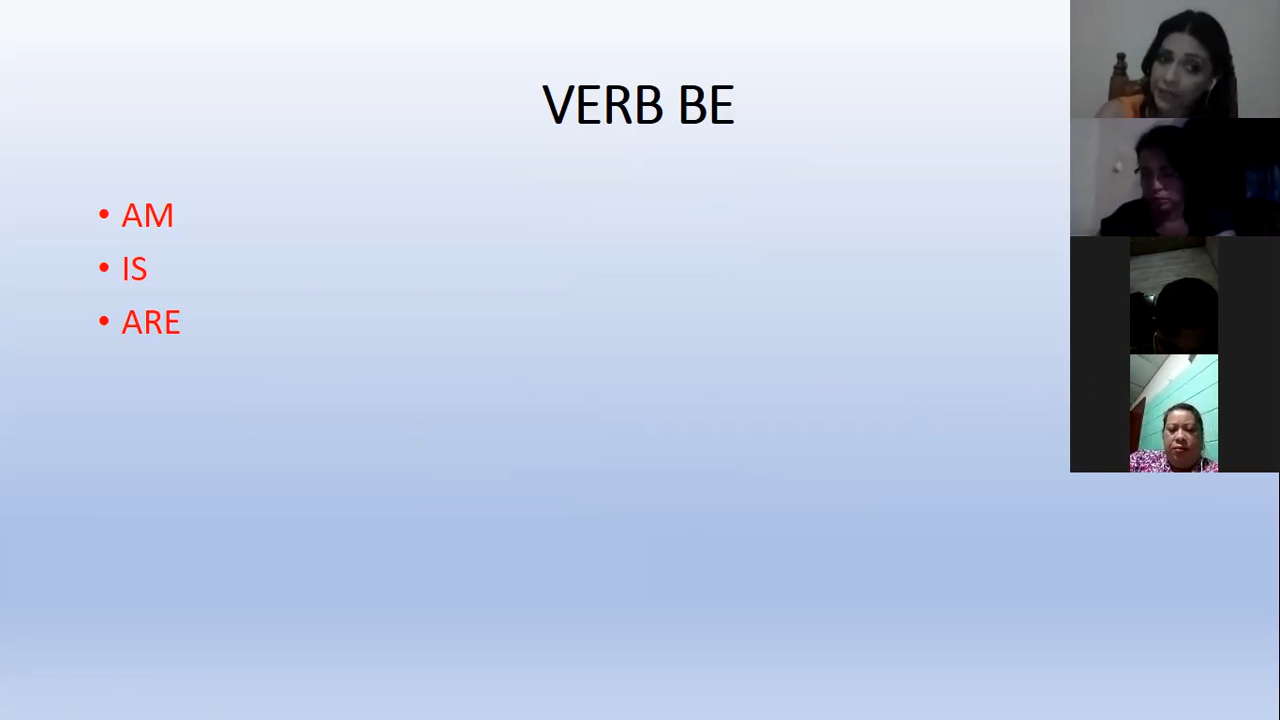 VERB BE
• AM
• IS
• ARE